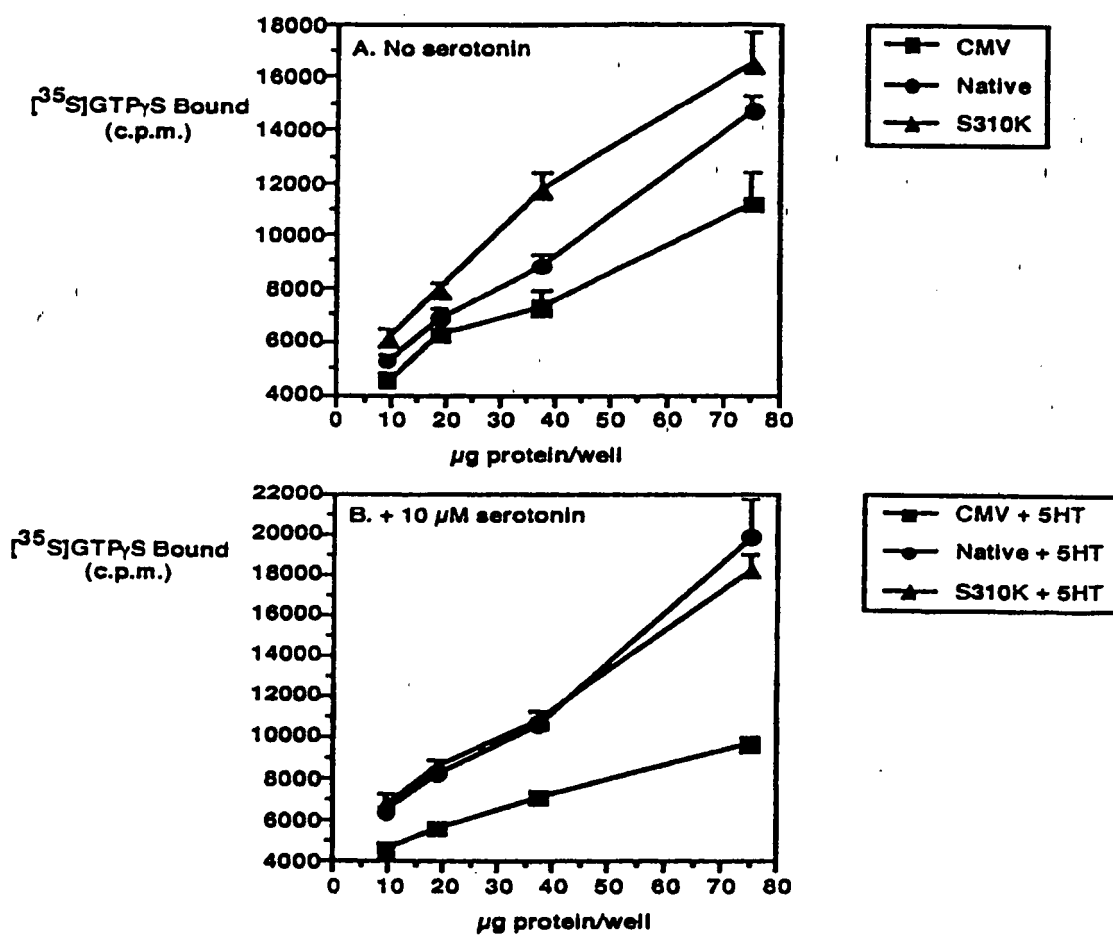 A. No serotonin
[35S]GTPγS Bound
(c.p.m.)
18000
16000
14000
12000
10000
8000
6000
4000
0 10 20 30 40 50 60 70 80
µg protein/well
CMV
Native
S310K
B. + 10 µM serotonin
[35S]GTPγS Bound
(c.p.m.)
22000
20000
18000
16000
14000
12000
10000
8000
6000
4000
0 10 20 30 40 50 60 70 80
µg protein/well
CMV + 5HT
Native + 5HT
S310K + 5HT